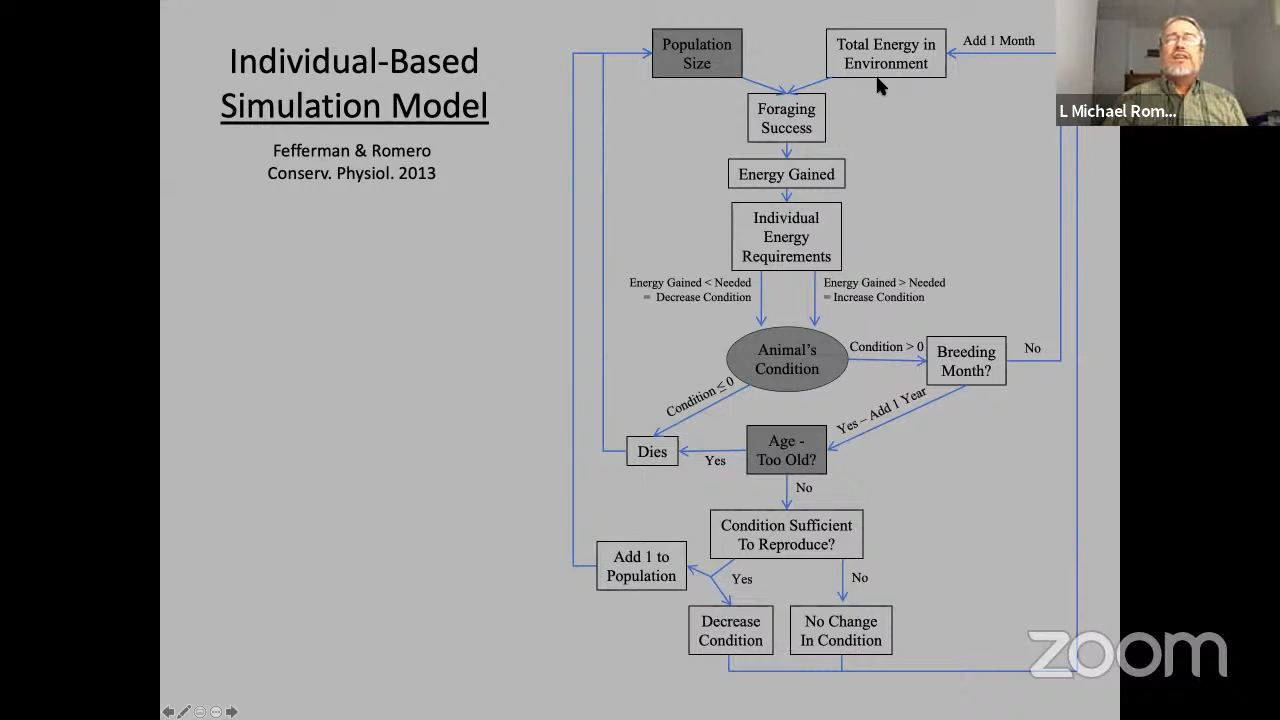 Individual-Based
Simulation Model
Fefferman & Romero
Conserv. Physiol. 2013
Population
Size
Total Energy in
Environment
Add 1 Month
L Michael Rom...
Foraging
Success
Energy Gained
Individual
Energy
Requirements
Energy Gained < Needed
= Decrease Condition
Energy Gained > Needed
= Increase Condition
Animal's
Condition
Condition > 0
Breeding
Month?
No
Condition ≤ 0
Yes – Add 1 Year
Dies
Yes
Age -
Too Old?
No
Condition Sufficient
To Reproduce?
Add 1 to
Population
Yes
No
Decrease
Condition
No Change
In Condition
zoom